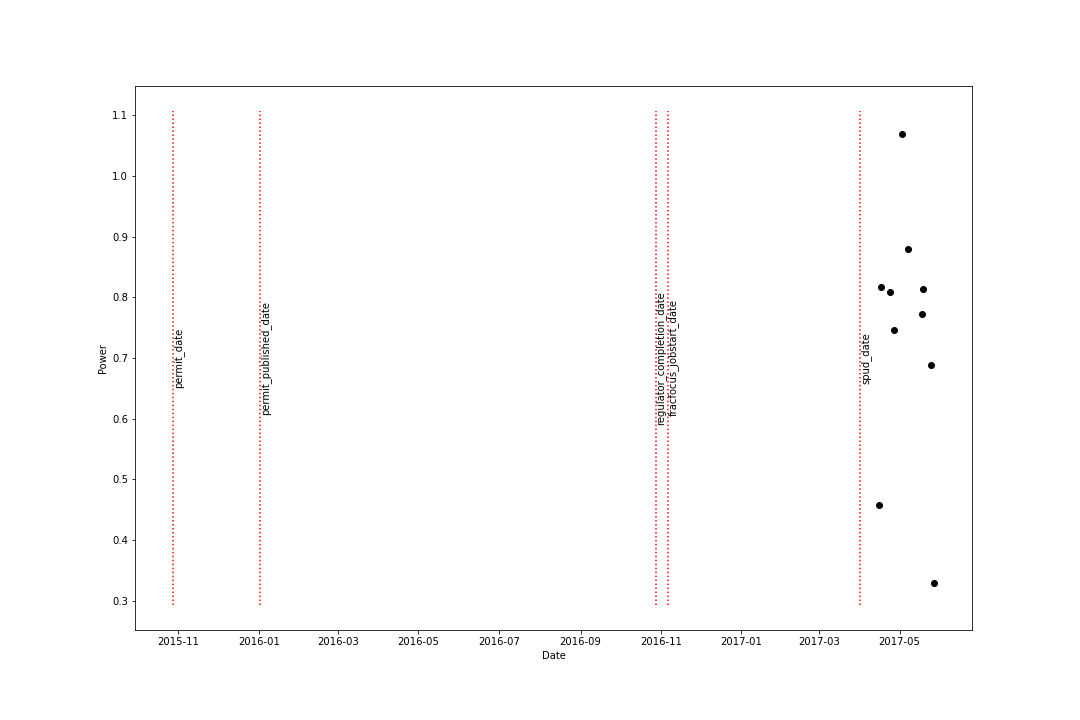 1.1
1.0
0.9
0.8
0.7
0.6
0.5
0.4
0.3
Power
permit_date
permit_published_date
regulator_completion_date
fracfocus_jobstart_date
spud_date
2015-11 2016-01 2016-03 2016-05 2016-07 2016-09 2016-11 2017-01 2017-03 2017-05
Date